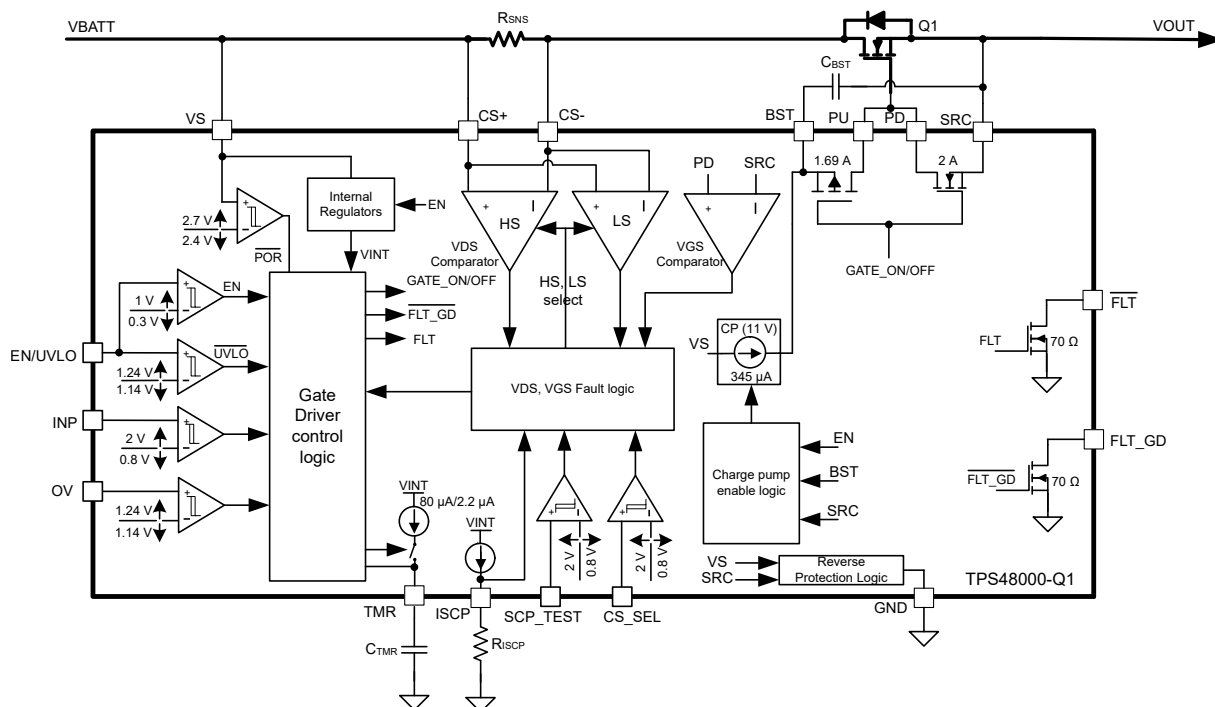 VBATT
RSNS
Q1
VOUT
CBST
VS
CS+
CS-
BST
PU
PD
SRC
1.69 A
2 A
PD
SRC
Internal
Regulators
EN
+
−
HS
+
−
LS
+
−
2.7 V
2.4 V
+
−
POR
VINT
VDS
Comparator
VGS
Comparator
GATE_ON/OFF
GATE_ON/OFF
HS, LS
select
EN
1 V
0.3 V
+
−
FLT_GD
FLT
FLT
FLT
70 Ω
CP (11 V)
VS
345 µA
EN/UVLO
UVLO
1.24 V
1.14 V
+
−
VDS, VGS Fault logic
Gate
Driver
control
logic
INP
2 V
0.8 V
+
−
Charge pump
enable logic
EN
BST
SRC
FLT_GD
FLT_GD
70 Ω
OV
1.24 V
1.14 V
+
−
VINT
80 µA/2.2 µA
VINT
+
−
2 V
0.8 V
+
−
2 V
0.8 V
VS
SRC
Reverse
Protection Logic
TPS48000-Q1
TMR
ISCP
SCP_TEST
CS_SEL
GND
CTMR
RISCP